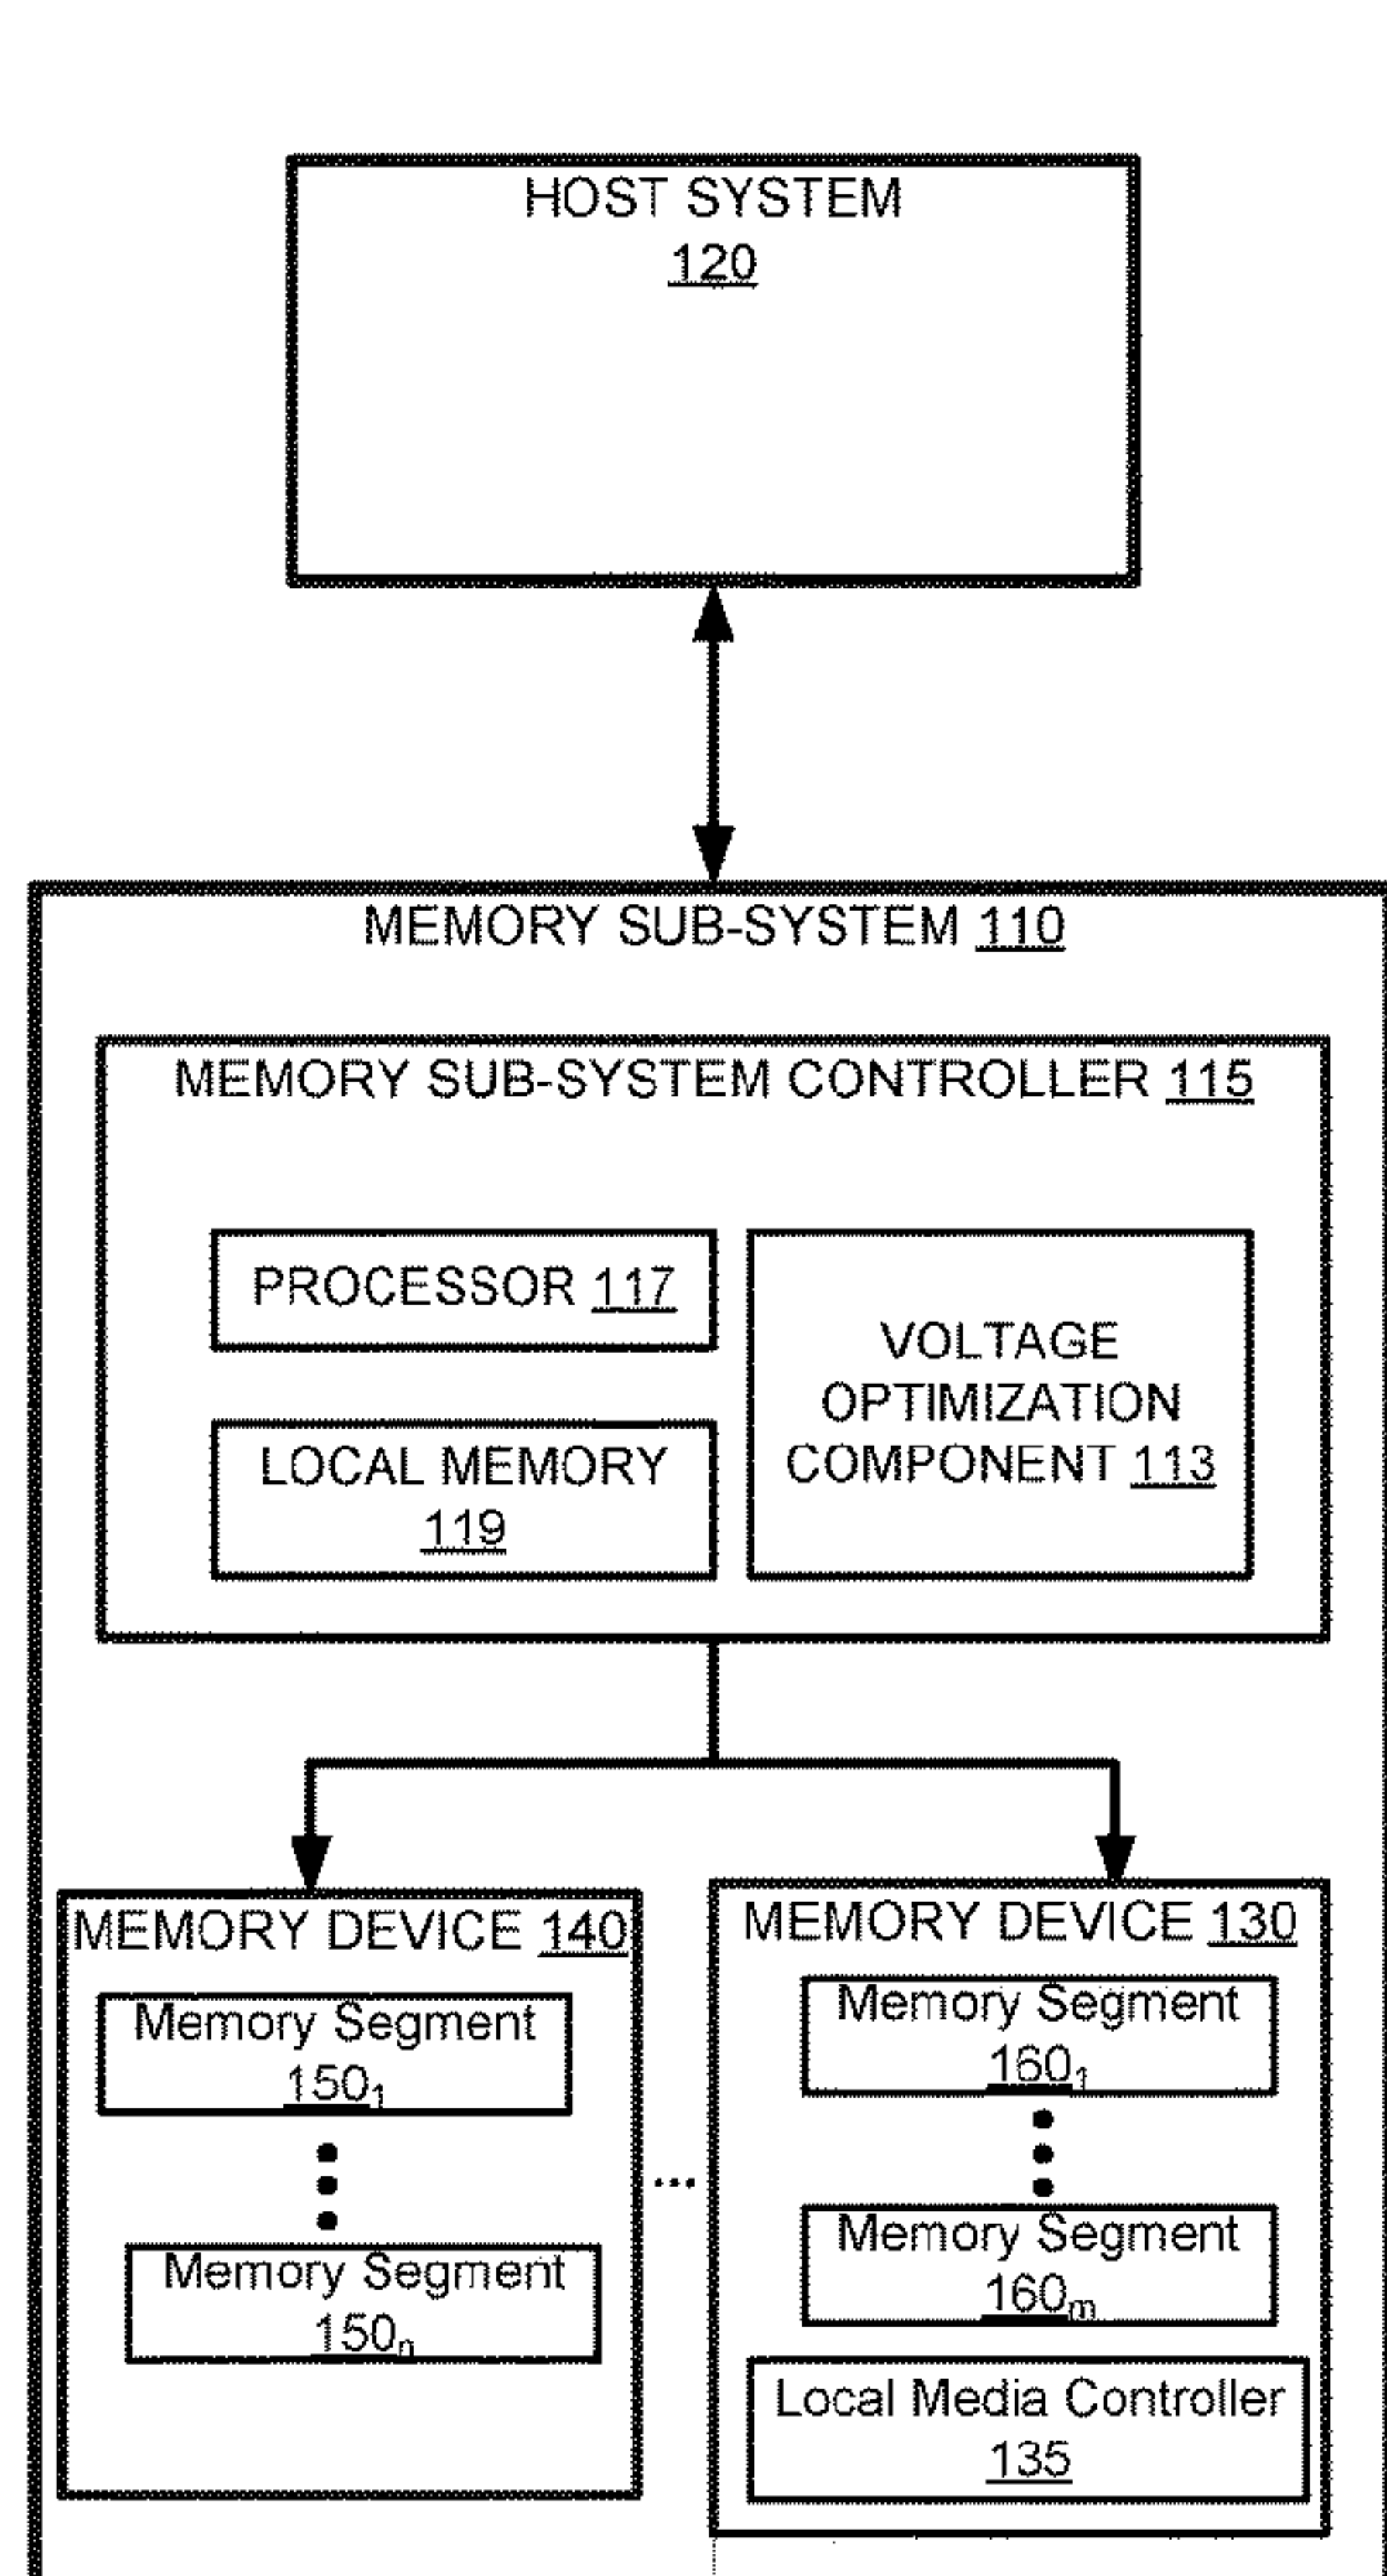 HOST SYSTEM
120
MEMORY SUB-SYSTEM 110
MEMORY SUB-SYSTEM CONTROLLER 115
PROCESSOR 117
LOCAL MEMORY
119
VOLTAGE
OPTIMIZATION
COMPONENT 113
MEMORY DEVICE 140
Memory Segment
150₁
Memory Segment
150ₙ
...
MEMORY DEVICE 130
Memory Segment
160₁
Memory Segment
160ₘ
Local Media Controller
135